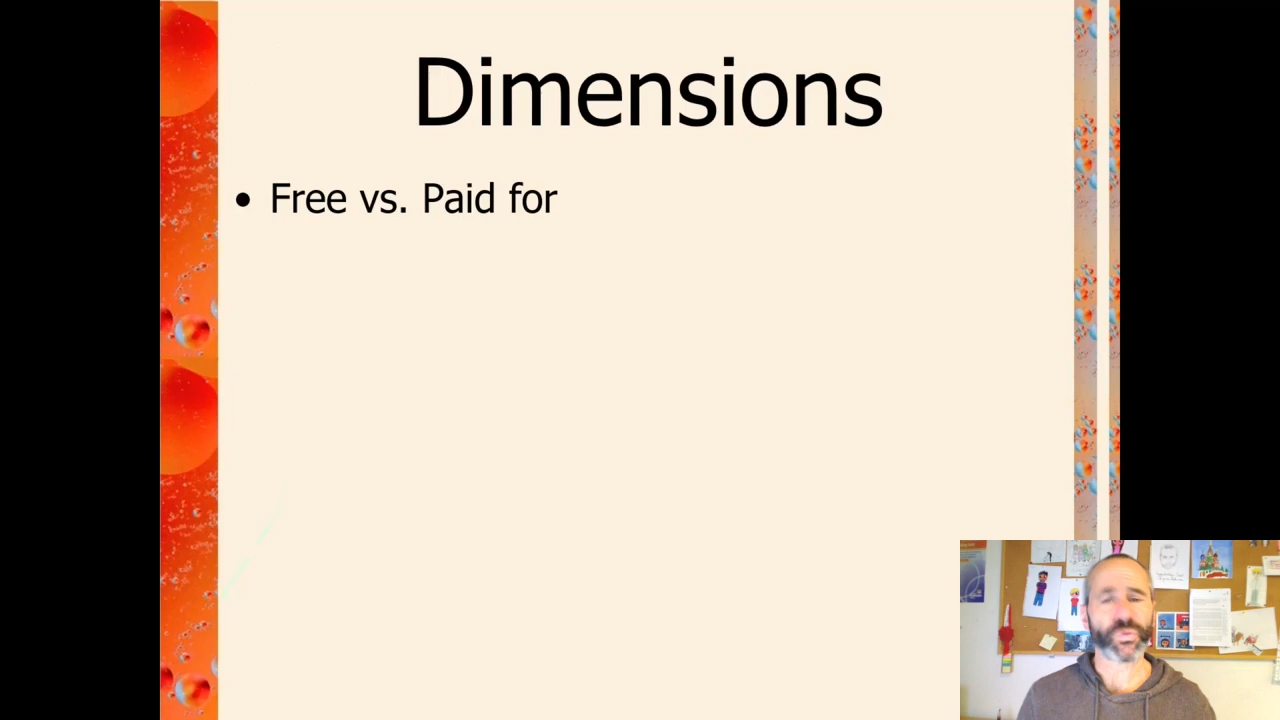 Dimensions
• Free vs. Paid for